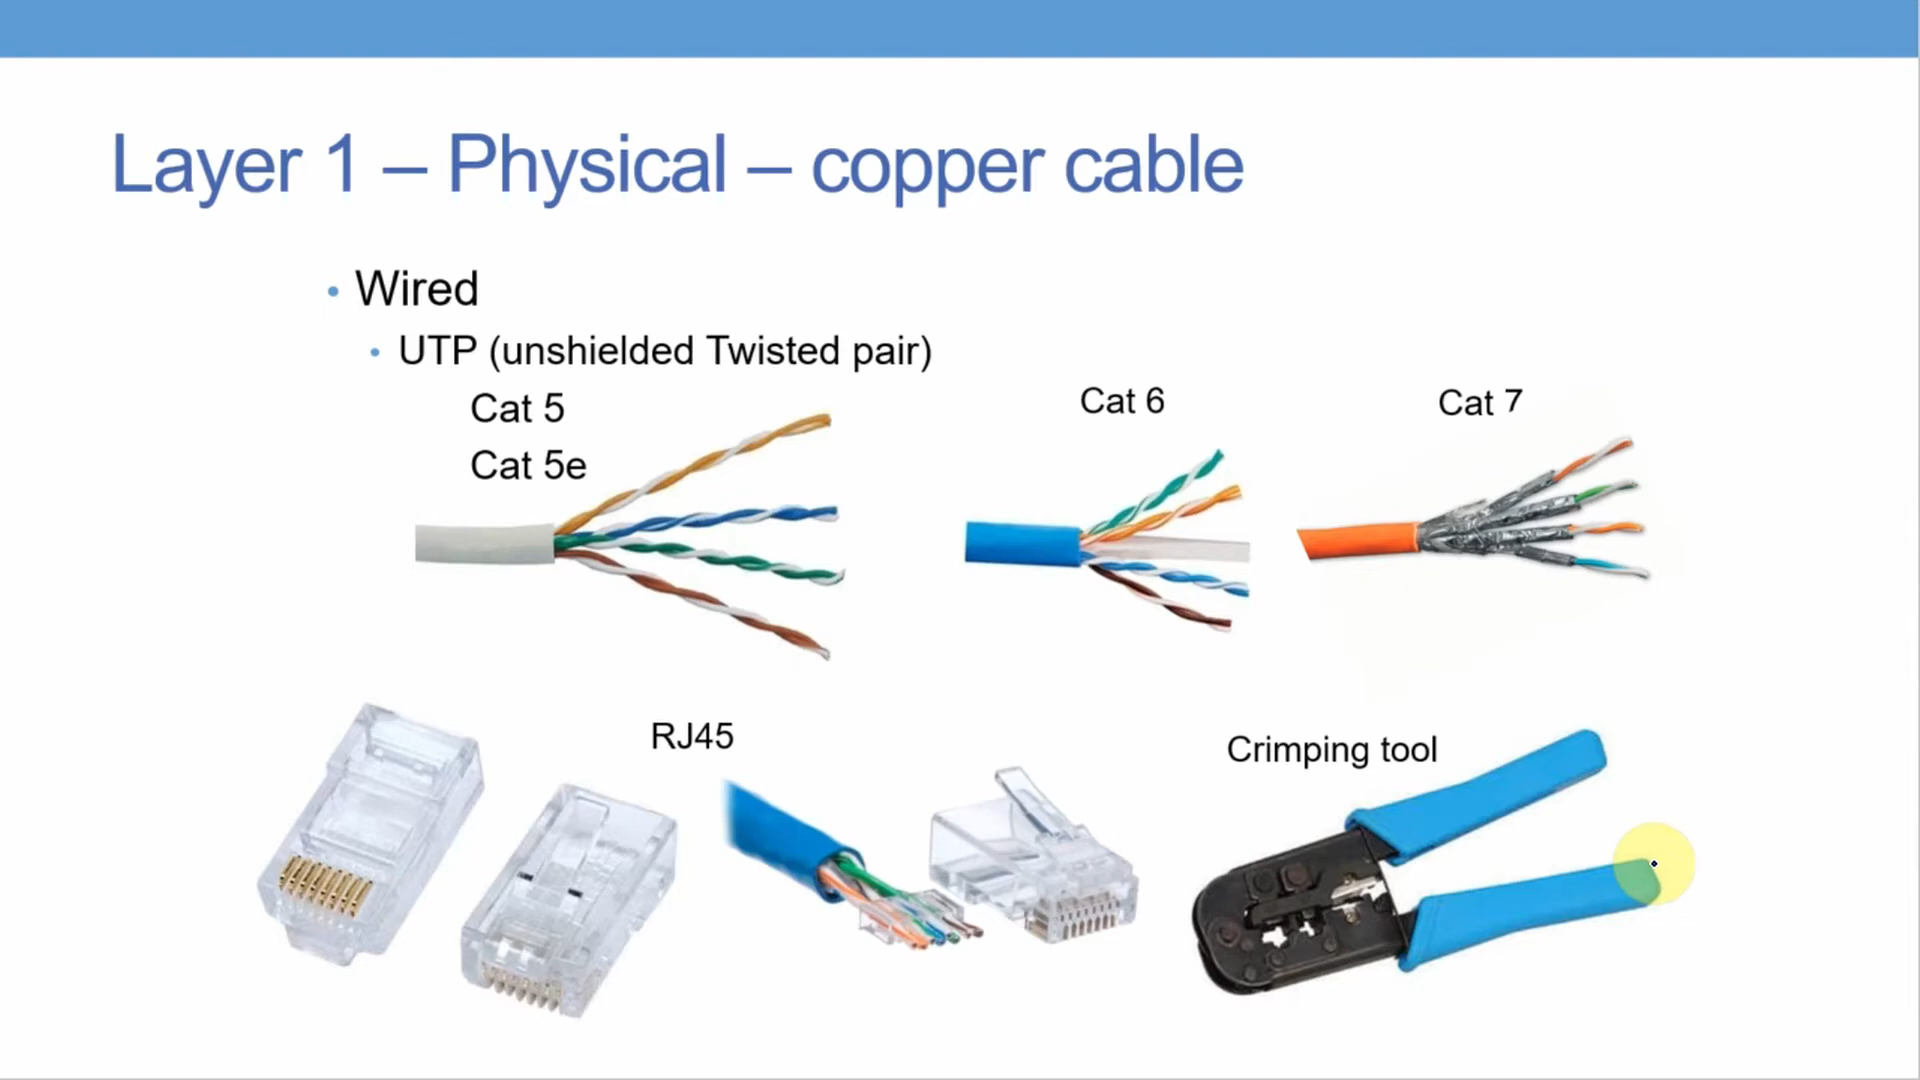 Layer 1 – Physical – copper cable
• Wired
• UTP (unshielded Twisted pair)
Cat 5
Cat 5e
Cat 6
Cat 7
RJ45
Crimping tool